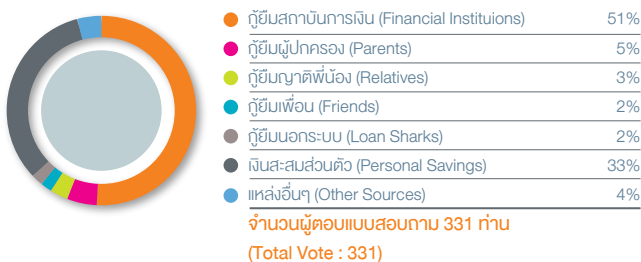 กู้ยืมสถาบันการเงิน (Financial Instituions) 51%
กู้ยืมผู้ปกครอง (Parents) 5%
กู้ยืมญาติพี่น้อง (Relatives) 3%
กู้ยืมเพื่อน (Friends) 2%
กู้ยืมนอกระบบ (Loan Sharks) 2%
เงินสะสมส่วนตัว (Personal Savings) 33%
แหล่งอื่นๆ (Other Sources) 4%
จำนวนผู้ตอบแบบสอบถาม 331 ท่าน
(Total Vote : 331)